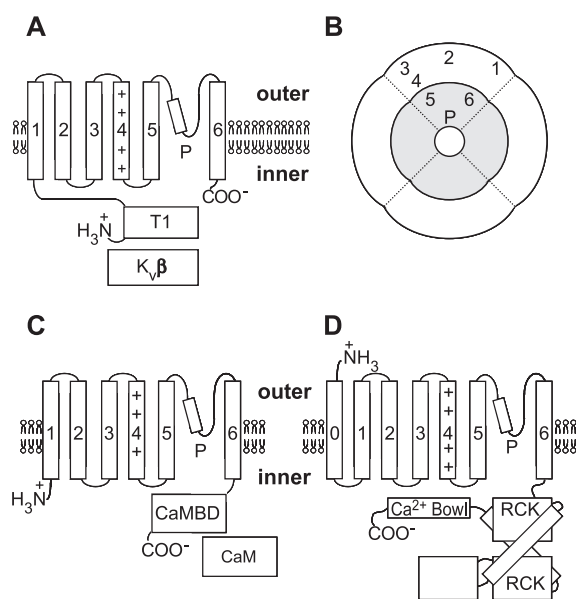 A
B
+
+
1 2 3 4 5 P 6
+
+
outer
inner
COO⁻
H₃N⁺
T1
Kᵥβ
3 2 1
4
5 6
P
C
D
⁺NH₃
outer
inner
+
+
1 2 3 4 5 P 6
+
+
+
0 1 2 3 4 5 P 6
+
+
H₃N⁺
CaMBD
COO⁻
CaM
Ca²⁺ Bowl
RCK
COO⁻
RCK